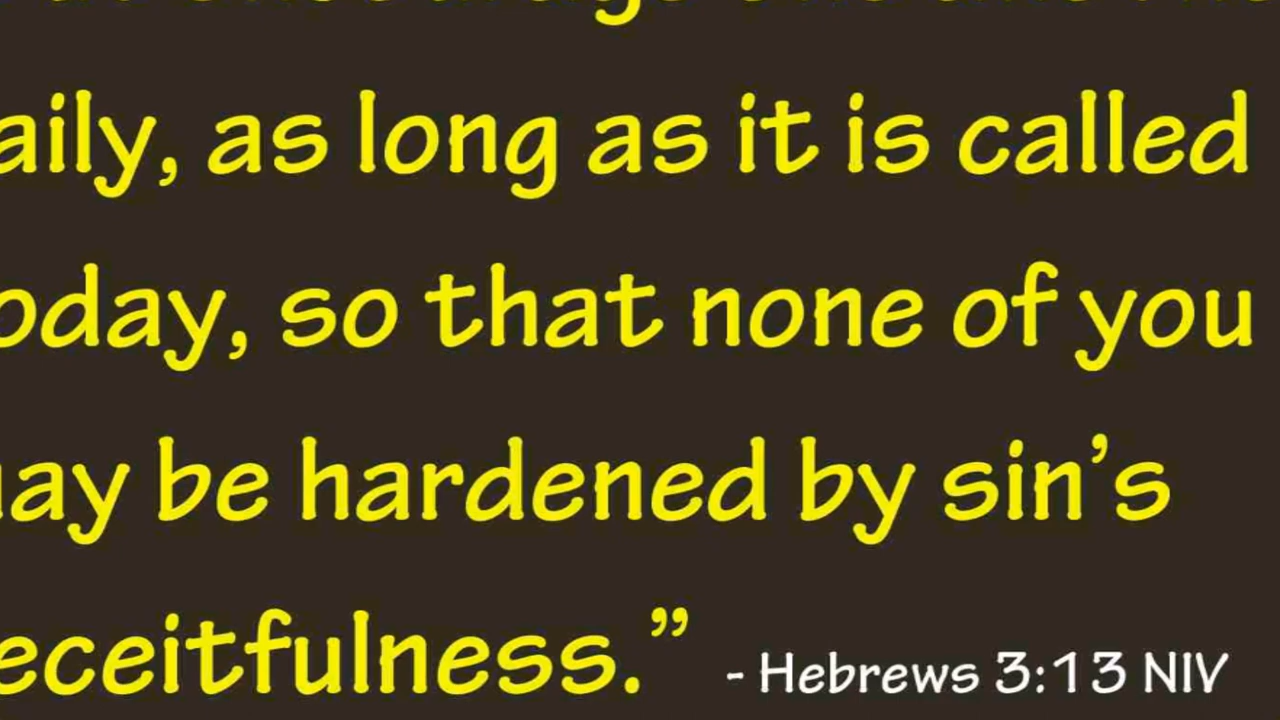 aily, as long as it is called
oday, so that none of you
ay be hardened by sin's
eceitfulness.” - Hebrews 3:13 NIV